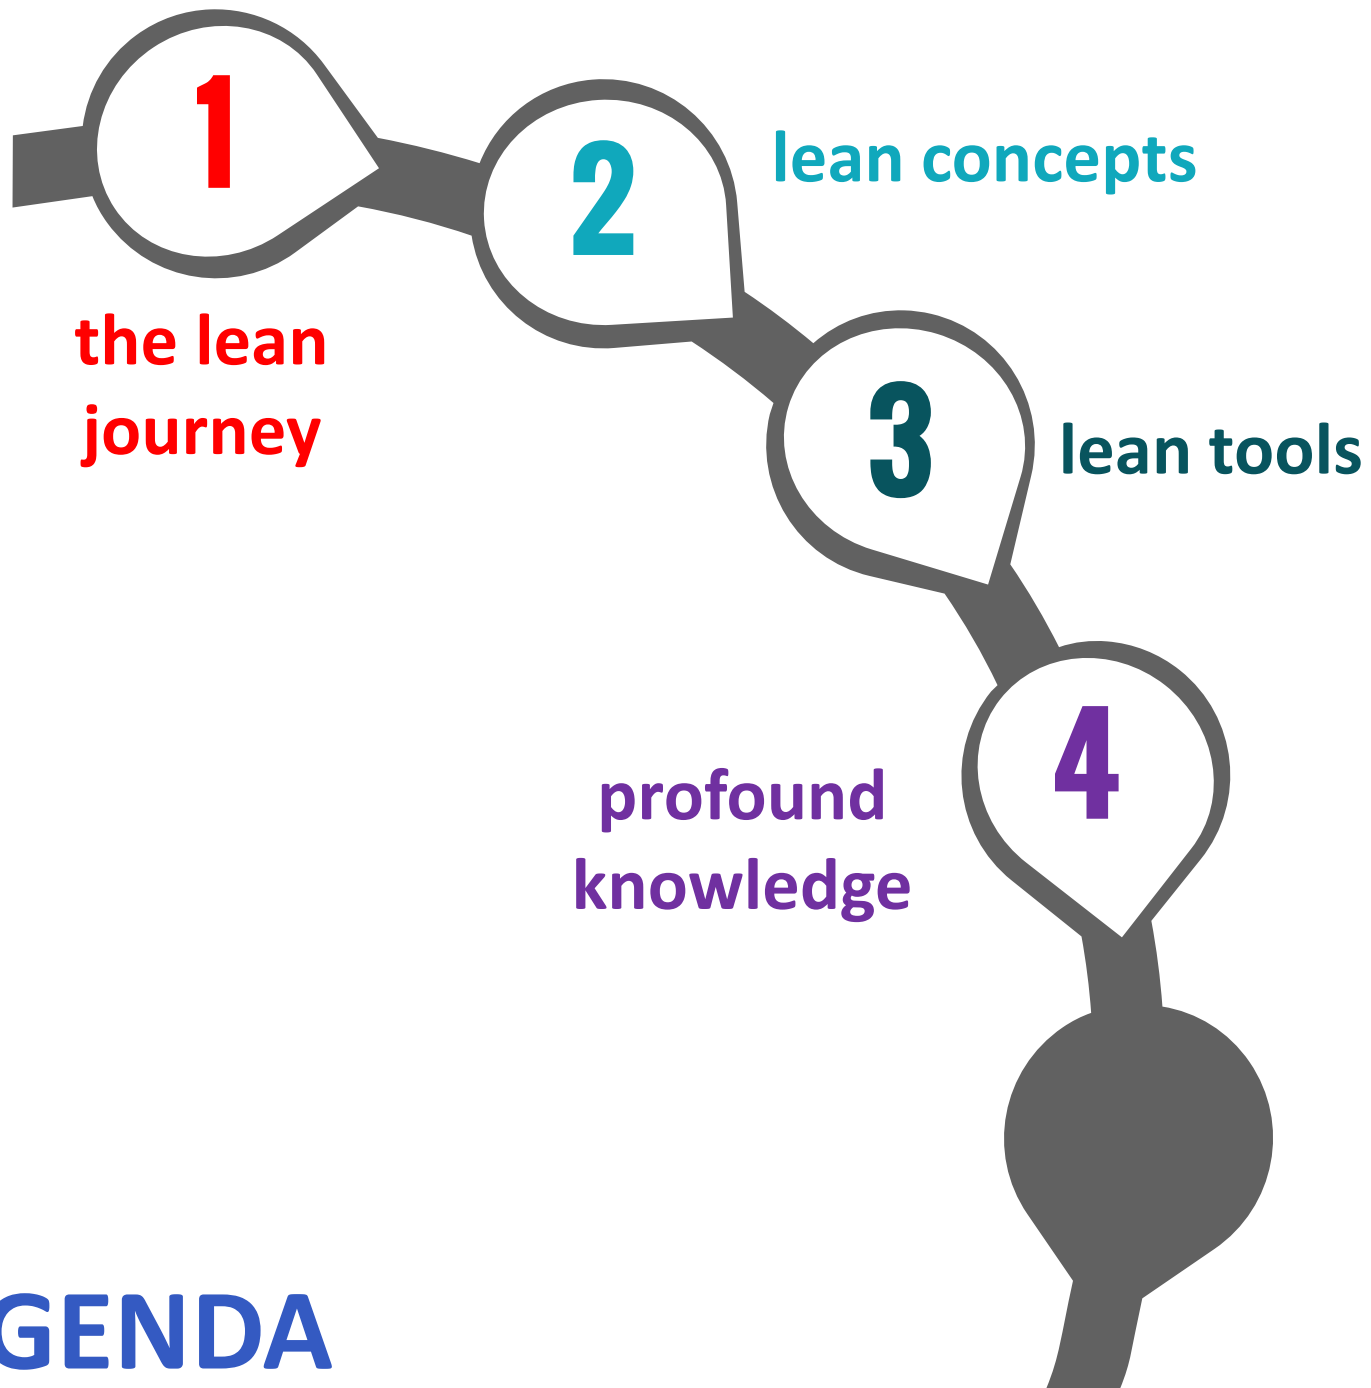 1
the lean
journey
2
lean concepts
3
lean tools
4
profound
knowledge
GENDA